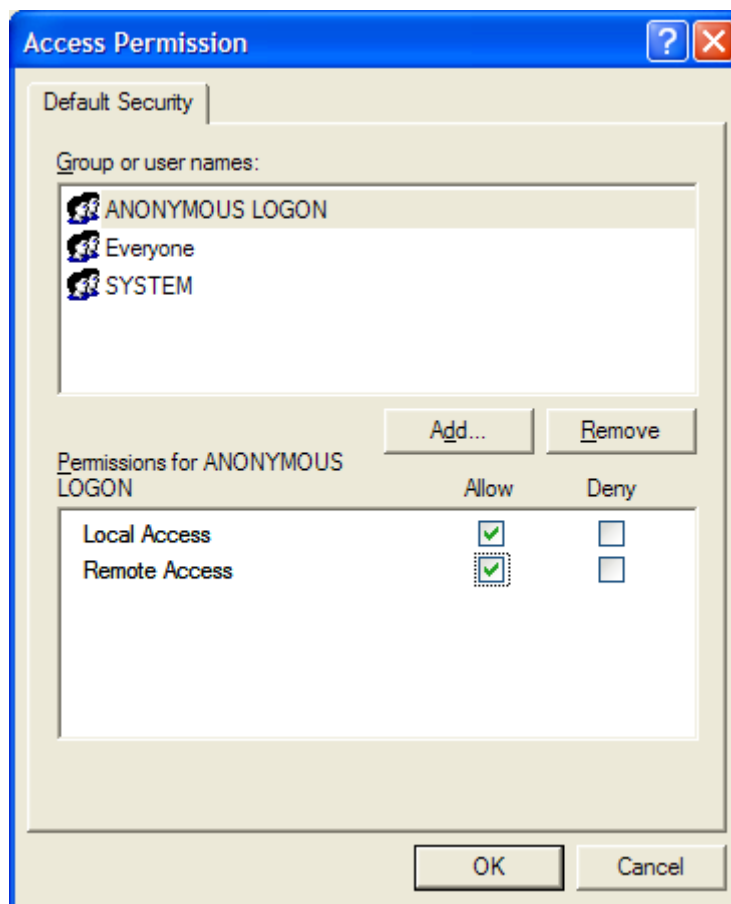 Access Permission
?
Default Security
Group or user names:
ANONYMOUS LOGON
Everyone
SYSTEM
Add...
Remove
Permissions for ANONYMOUS
LOGON
Allow
Deny
Local Access
Remote Access
OK
Cancel